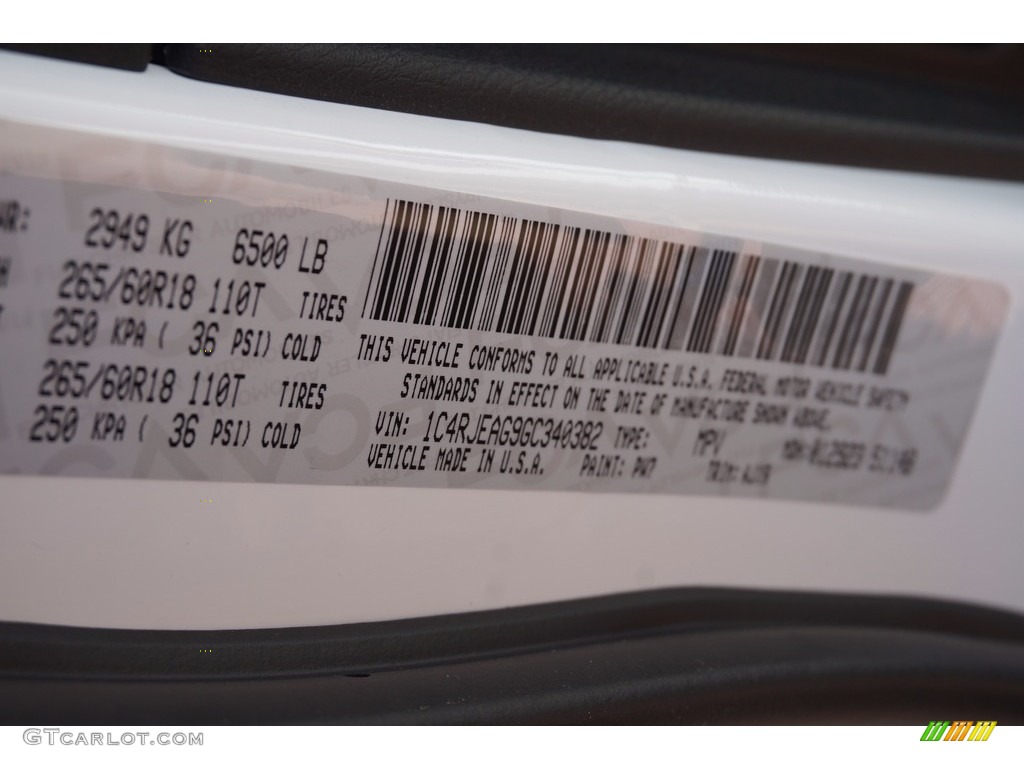 WR: 2949 KG 6500 LB
265/60R18 110T TIRES
250 KPA ( 36 PSI) COLD
265/60R18 110T TIRES
250 KPA ( 36 PSI) COLD
THIS VEHICLE CONFORMS TO ALL APPLICABLE U.S.A. FEDERAL MOTOR VEHICLE SAFETY
STANDARDS IN EFFECT ON THE DATE OF MANUFACTURE SHOWN ABOVE.
VIN: 1C4RJEAG9GC340382 TYPE: MPV
VEHICLE MADE IN U.S.A. PAINT: PW7 TRIM:
GTCARLOT.COM